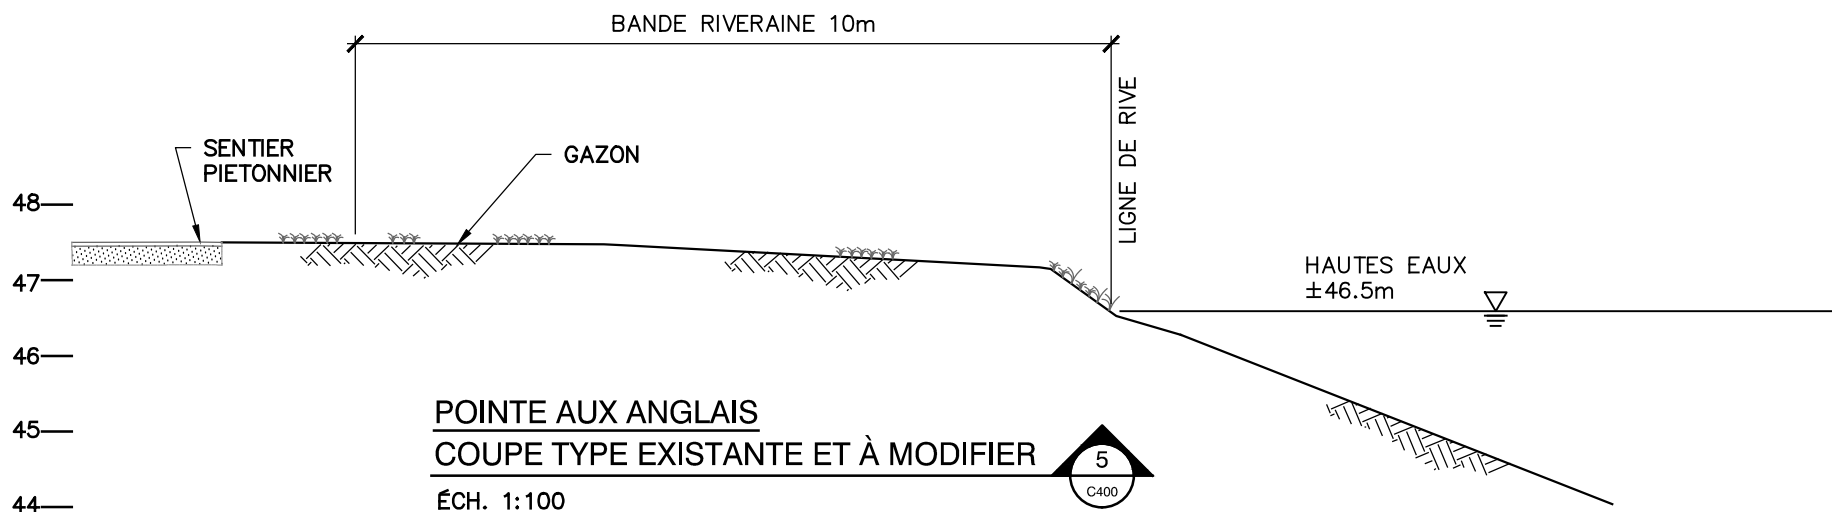 BANDE RIVERAINE 10m
LIGNE DE RIVE
SENTIER
PIETONNIER
GAZON
48
47
46
45
44
HAUTES EAUX
±46.5m
POINTE AUX ANGLAIS
COUPE TYPE EXISTANTE ET À MODIFIER
ÉCH. 1:100
5
C400